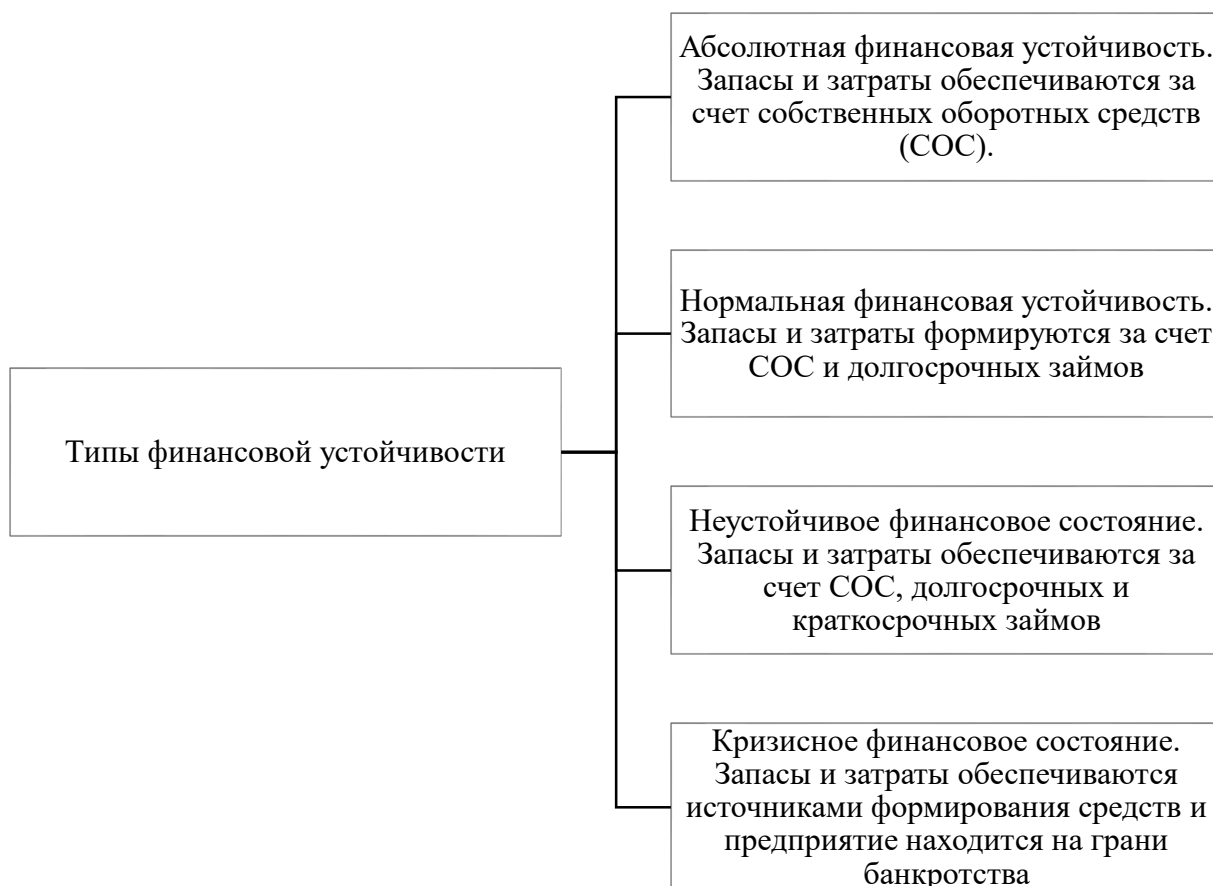 Абсолютная финансовая устойчивость.
Запасы и затраты обеспечиваются за
счет собственных оборотных средств
(СОС).
Нормальная финансовая устойчивость.
Запасы и затраты формируются за счет
СОС и долгосрочных займов
Типы финансовой устойчивости
Неустойчивое финансовое состояние.
Запасы и затраты обеспечиваются за
счет СОС, долгосрочных и
краткосрочных займов
Кризисное финансовое состояние.
Запасы и затраты обеспечиваются
источниками формирования средств и
предприятие находится на грани
банкротства